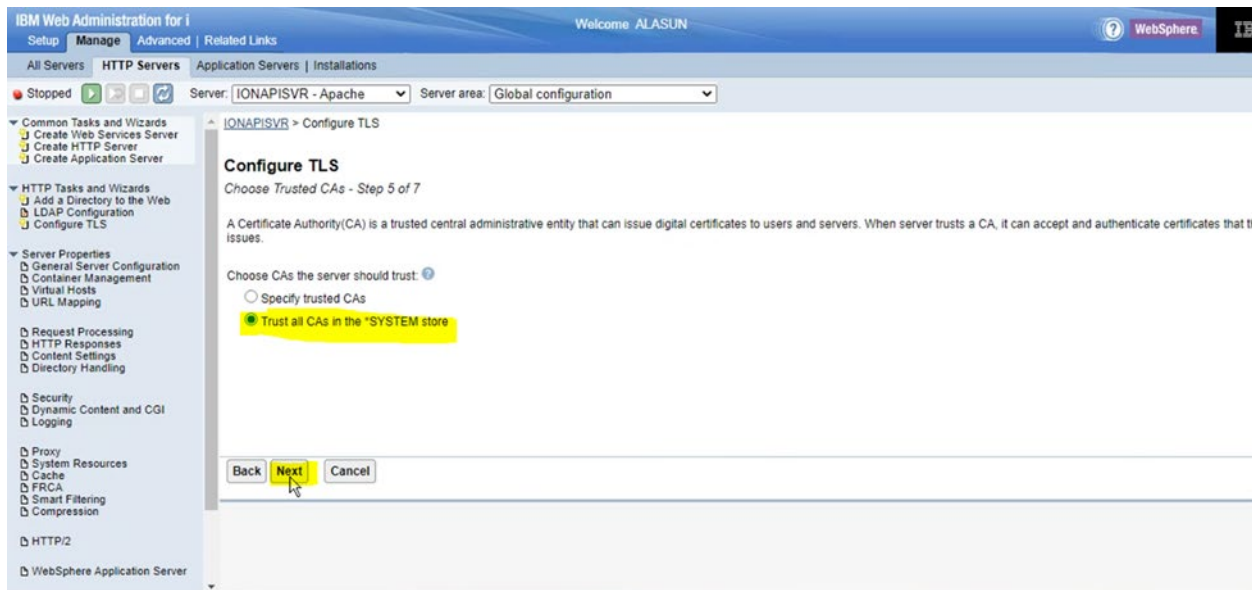 IBM Web Administration for i
Welcome ALASUN
? WebSphere.
Setup Manage Advanced | Related Links
All Servers HTTP Servers Application Servers | Installations
Stopped Server: IONAPISVR - Apache Server area: Global configuration
Common Tasks and Wizards
Create Web Services Server
Create HTTP Server
Create Application Server
HTTP Tasks and Wizards
Add a Directory to the Web
LDAP Configuration
Configure TLS
Server Properties
General Server Configuration
Container Management
Virtual Hosts
URL Mapping
Request Processing
HTTP Responses
Content Settings
Directory Handling
Security
Dynamic Content and CGI
Logging
Proxy
System Resources
Cache
FRCA
Smart Filtering
Compression
HTTP/2
WebSphere Application Server
IONAPISVR > Configure TLS
Configure TLS
Choose Trusted CAs - Step 5 of 7
A Certificate Authority(CA) is a trusted central administrative entity that can issue digital certificates to users and servers. When server trusts a CA, it can accept and authenticate certificates that
issues.
Choose CAs the server should trust: ?
Specify trusted CAs
Trust all CAs in the *SYSTEM store
Back Next Cancel